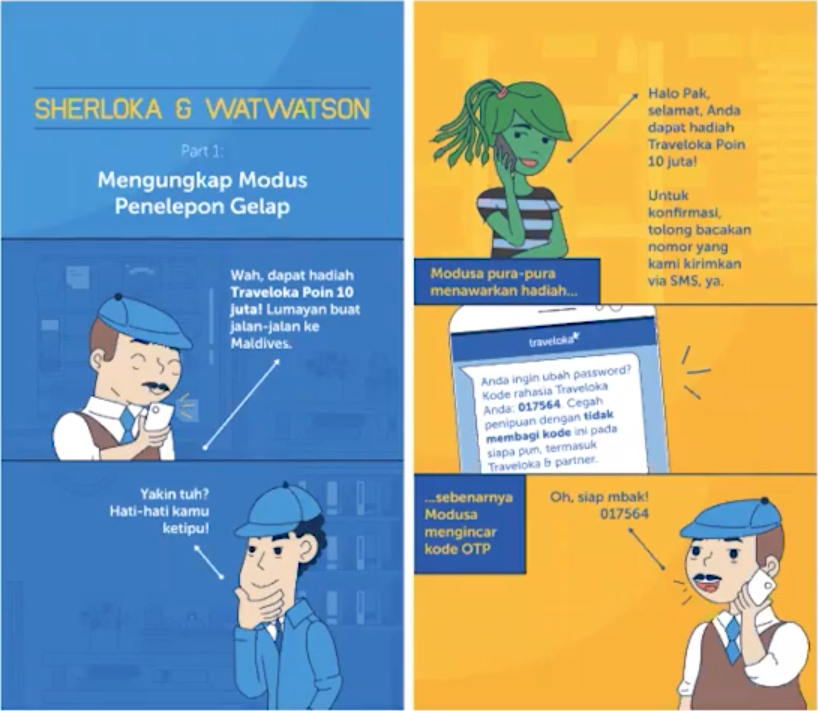 SHERLOKA & WATWATSON
Part 1:
Mengungkap Modus
Penelepon Gelap
Wah, dapat hadiah
Traveloka Poin 10
juta! Lumayan buat
jalan-jalan ke
Maldives.
Yakin tuh?
Hati-hati kamu
ketipu!
Halo Pak,
selamat, Anda
dapat hadiah
Traveloka Poin
10 juta!
Untuk
konfirmasi,
tolong bacakan
nomor yang
kami kirimkan
via SMS, ya.
Modusa pura-pura
menawarkan hadiah...
traveloka
Anda ingin ubah password?
Kode rahasia Traveloka
Anda: 017564. Cegah
penipuan dengan tidak
membagi kode ini pada
siapa pun, termasuk
Traveloka & partner.
...sebenarnya
Modusa
mengincar
kode OTP
Oh, siap mbak!
017564